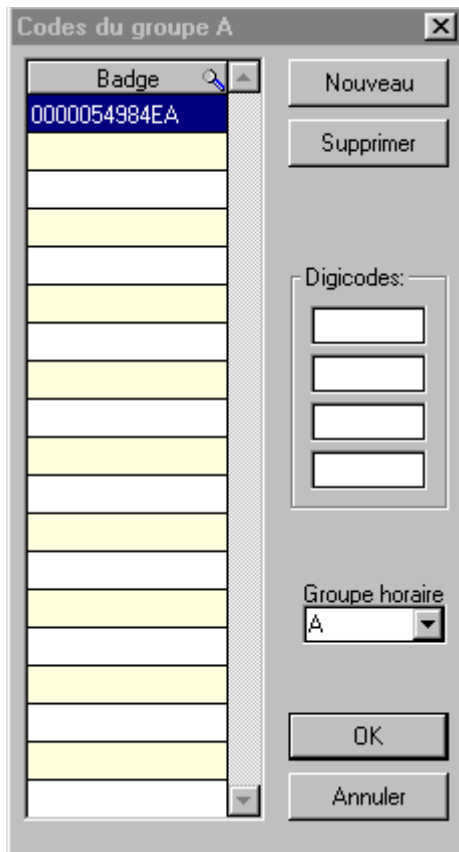 Codes du groupe A
Badge
0000054984EA
Nouveau
Supprimer
Digicodes:
Groupe horaire
A
OK
Annuler